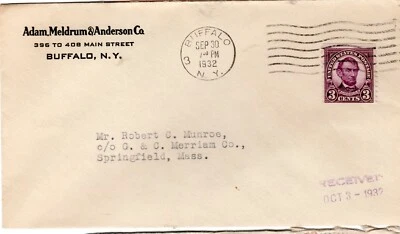 Adam, Meldrum & Anderson Co.
396 TO 408 MAIN STREET
BUFFALO, N.Y.
BUFFALO
3
SEP 30
PM
1932
N.Y.
UNITED STATES POSTAGE
3 CENTS 3
Mr. Robert C. Munroe,
c/o G. & C. Merriam Co.,
Springfield, Mass.
RECEIVED
OCT 3 - 1932